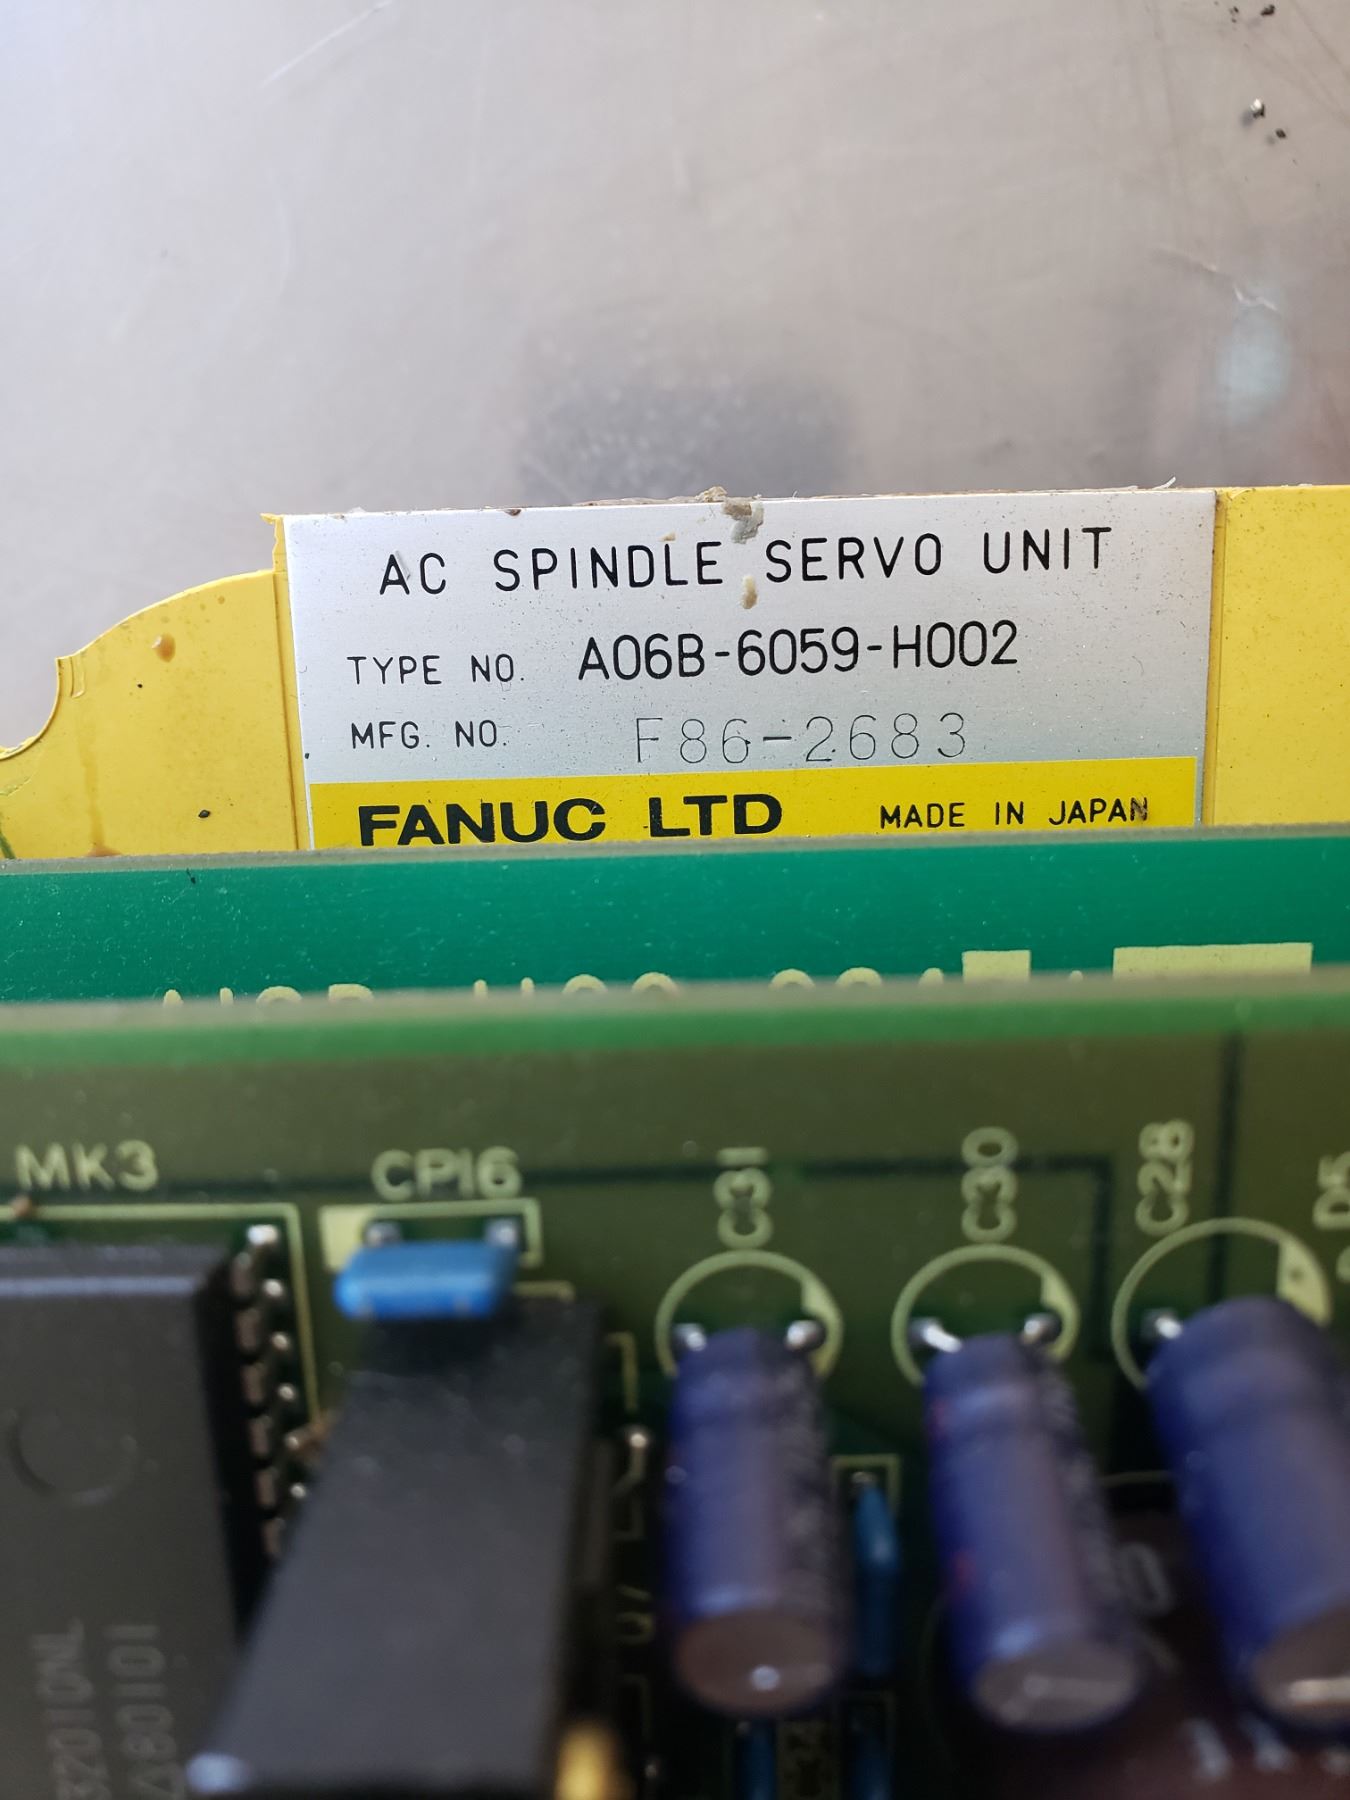 AC SPINDLE SERVO UNIT
TYPE NO. A06B-6059-H002
MFG. NO. F86-2683
FANUC LTD MADE IN JAPAN
MK3
CP16
C31
C30
C28
D5